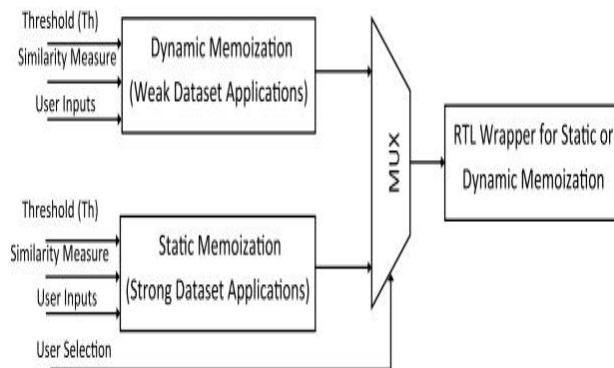 Threshold (Th)
Similarity Measure
User Inputs
Dynamic Memoization
(Weak Dataset Applications)
Threshold (Th)
Similarity Measure
User Inputs
User Selection
Static Memoization
(Strong Dataset Applications)
MUX
RTL Wrapper for Static or
Dynamic Memoization